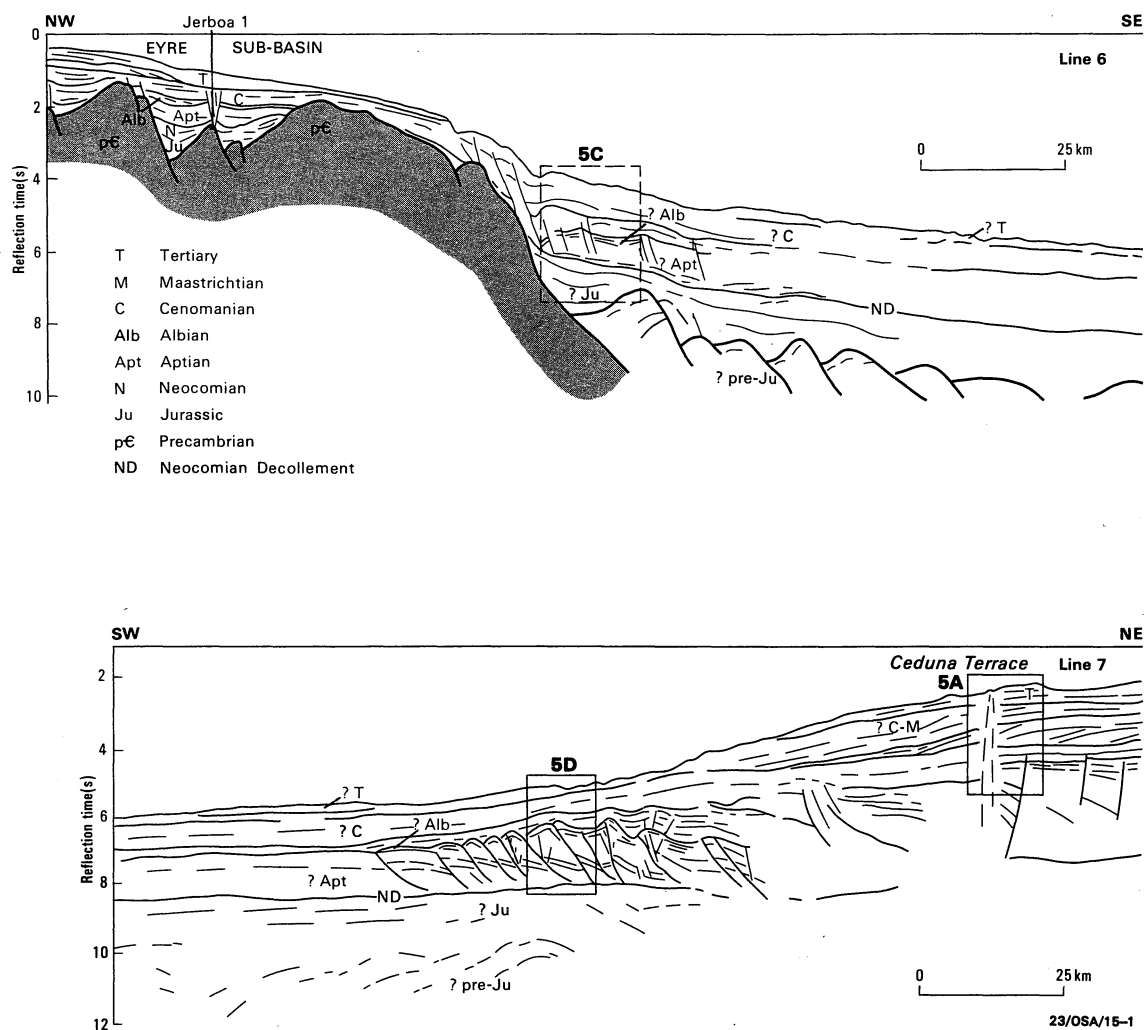 NW
Jerboa 1
SE
EYRE SUB-BASIN
Line 6
0
2
4
6
8
10
Reflection time(s)
T
C
Alb
Apt
N
Ju
p€
p€
5C
0 25 km
? Alb
? C
? T
? Apt
? Ju
ND
? pre-Ju
T Tertiary
M Maastrichtian
C Cenomanian
Alb Albian
Apt Aptian
N Neocomian
Ju Jurassic
p€ Precambrian
ND Neocomian Decollement
SW
NE
Ceduna Terrace Line 7
5A
T
2
4
6
8
10
12
Reflection time(s)
? C-M
5D
? T
? C
? Alb
? Apt
ND
? Ju
? pre-Ju
0 25 km
23/OSA/15–1